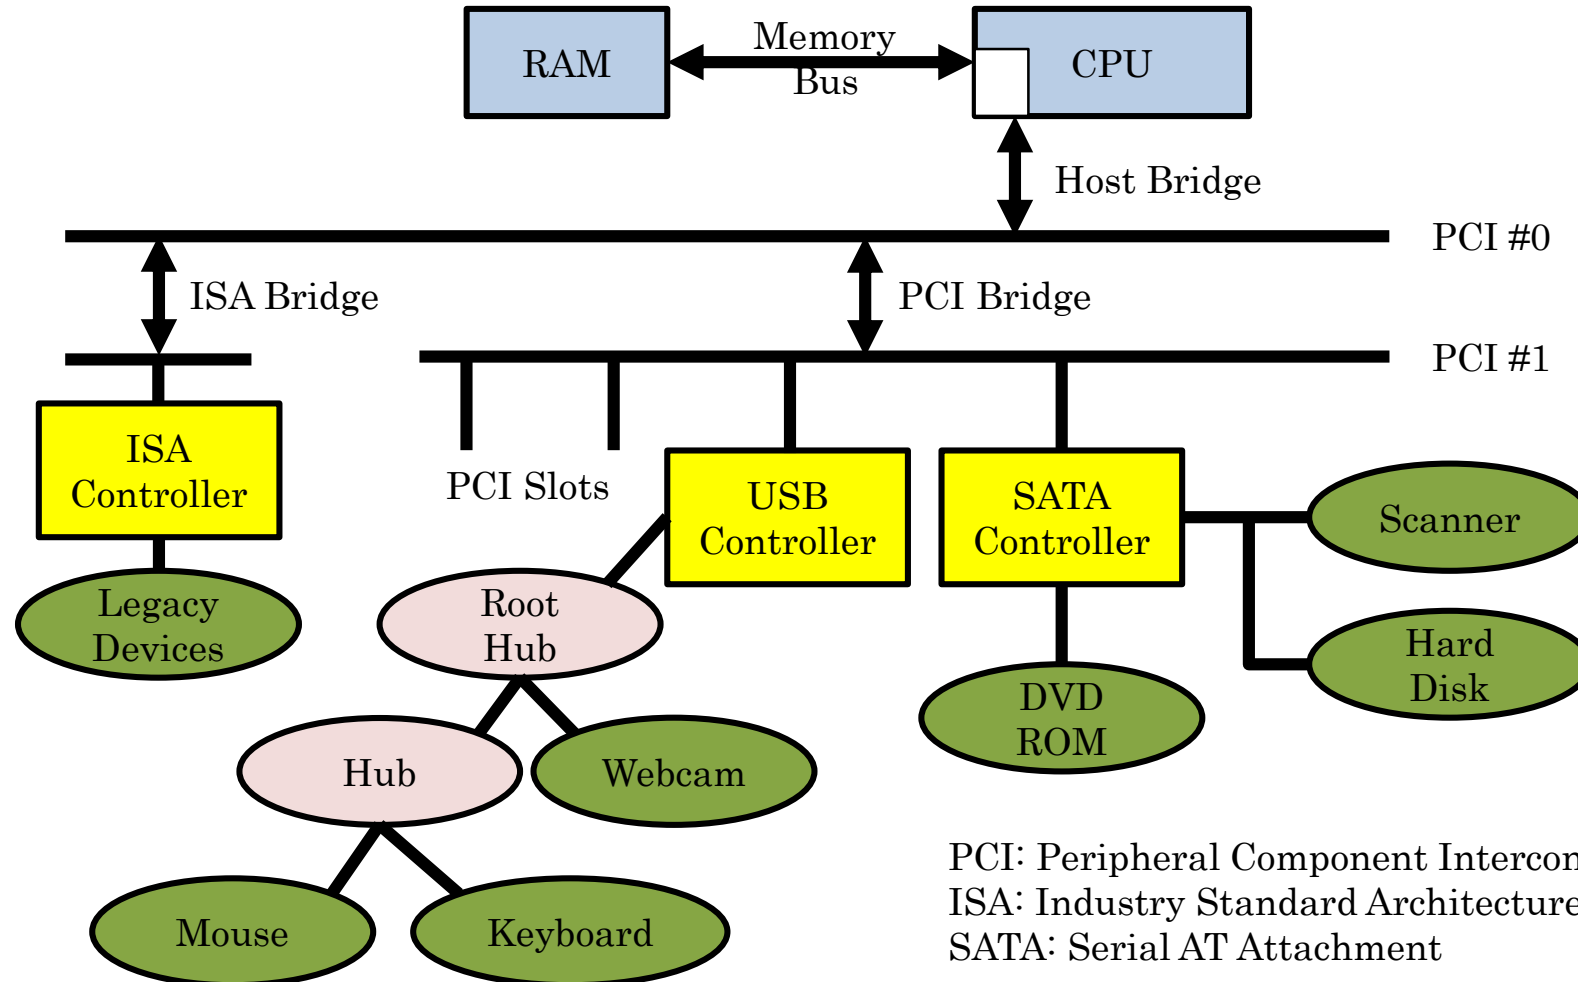 RAM
Memory
Bus
CPU
Host Bridge
PCI #0
ISA Bridge
PCI Bridge
PCI #1
ISA
Controller
PCI Slots
USB
Controller
SATA
Controller
Scanner
Legacy
Devices
Root
Hub
Hard
Disk
DVD
ROM
Hub
Webcam
Mouse
Keyboard
PCI: Peripheral Component Intercon
ISA: Industry Standard Architecture
SATA: Serial AT Attachment